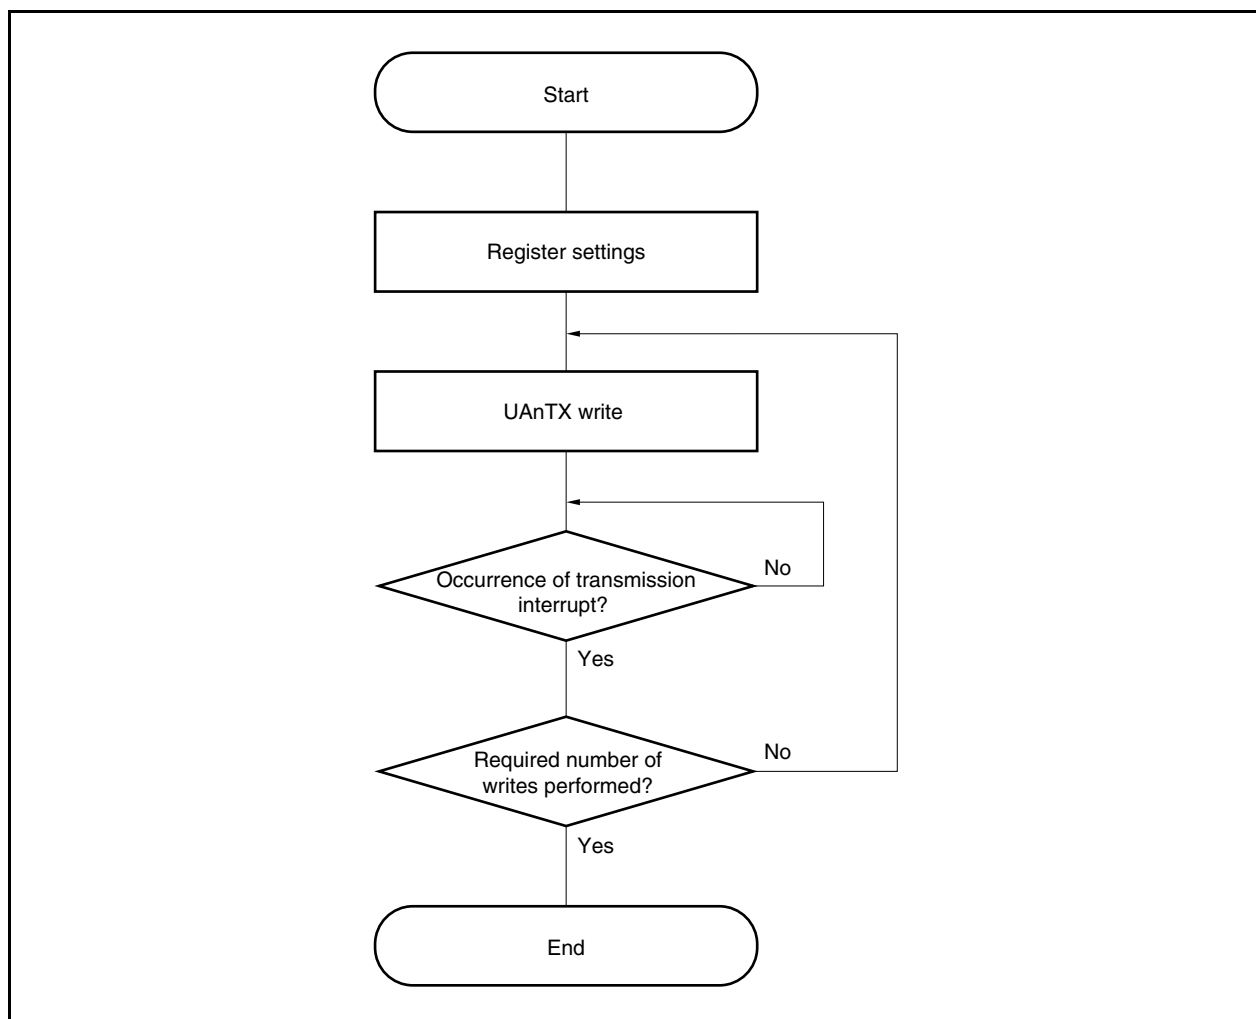 Start
Register settings
UAnTX write
Occurrence of transmission
interrupt?
No
Yes
Required number of
writes performed?
No
Yes
End